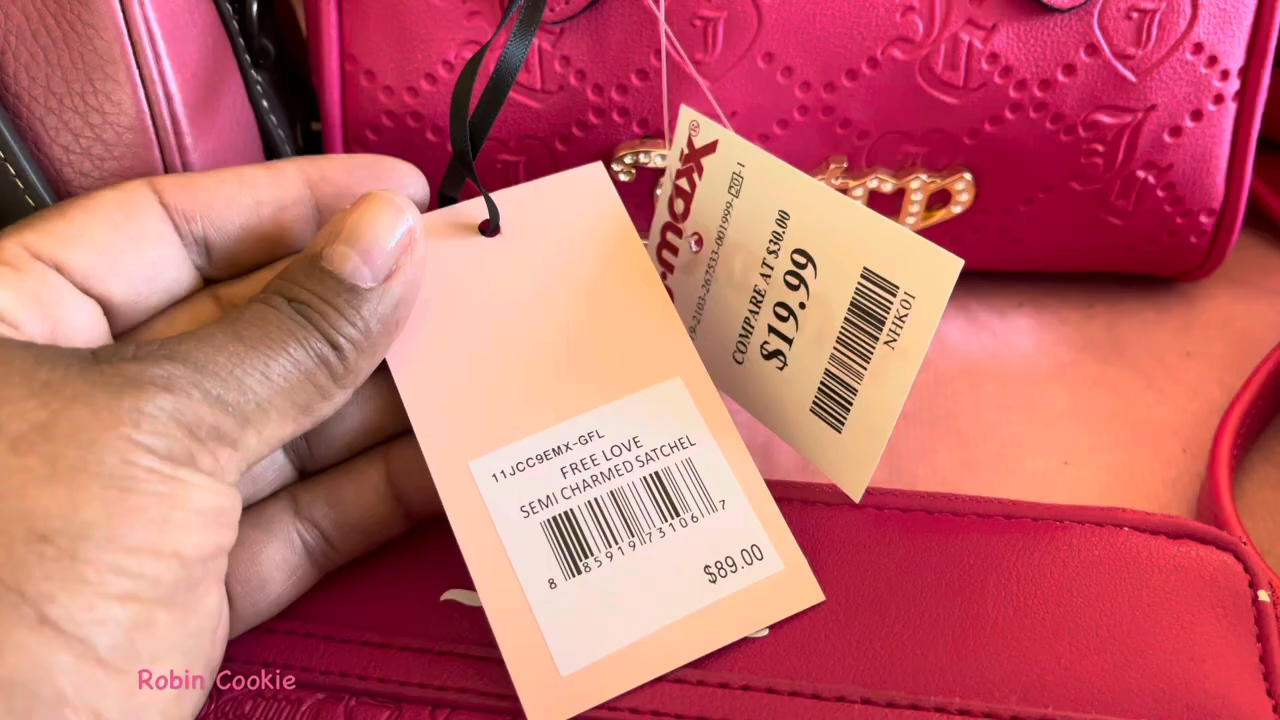 11JCC9EMX-GFL
FREE LOVE
SEMI CHARMED SATCHEL
8 85919 73106 7
$89.00
COMPARE AT $30.00
$19.99
NHK01
Robin Cookie